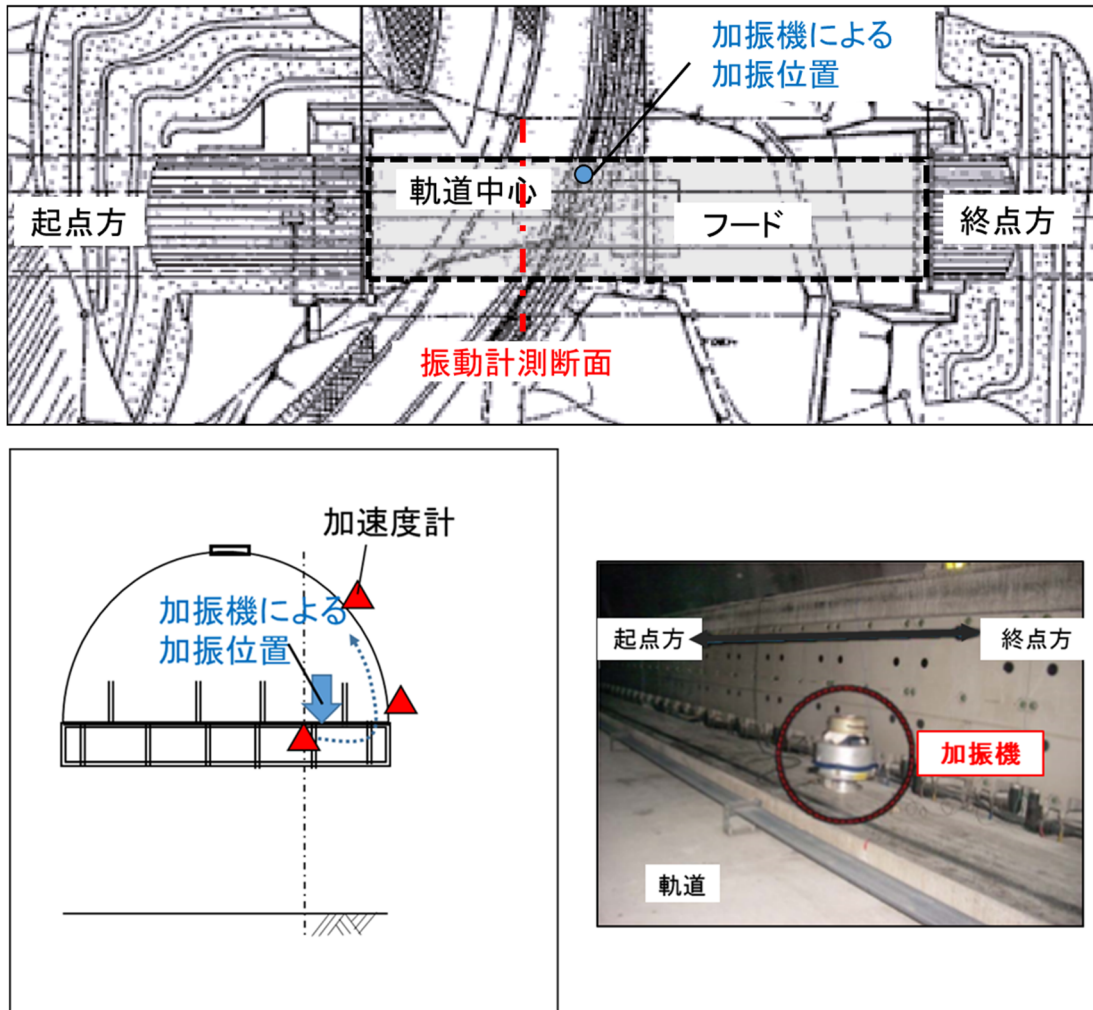 加振機による
加振位置
軌道中心
起点方
フード
終点方
振動計測断面
加速度計
加振機による
加振位置
起点方
終点方
加振機
軌道